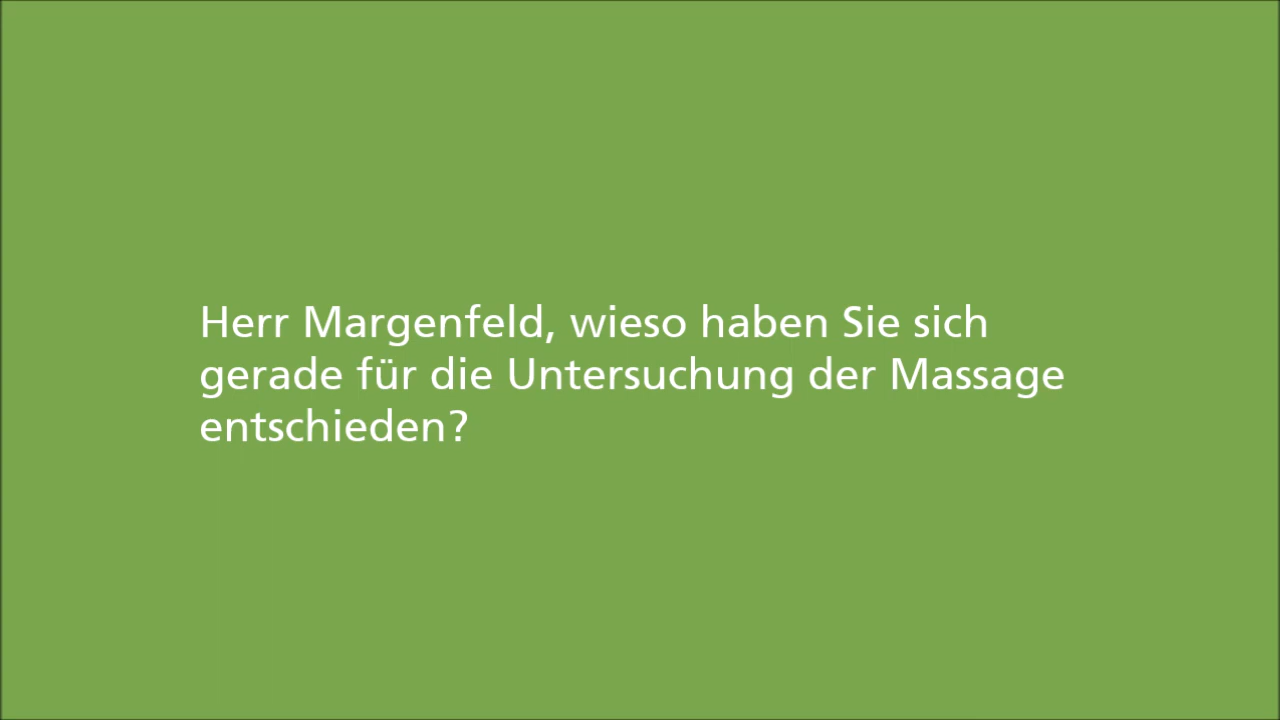 Herr Margenfeld, wieso haben Sie sich
gerade für die Untersuchung der Massage
entschieden?